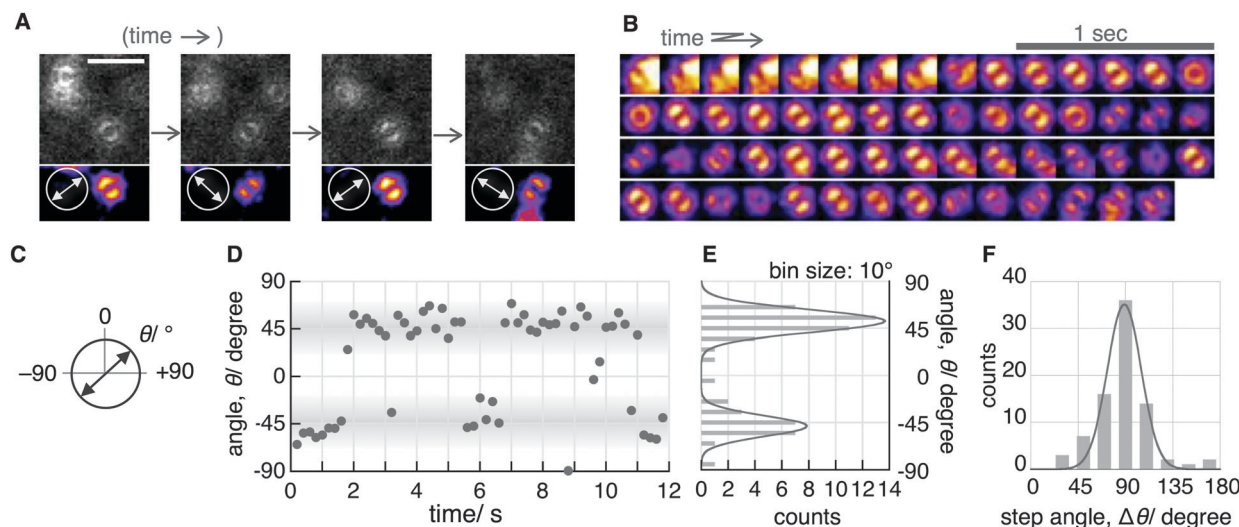 A
(time → )
B
time
1 sec
C
0
θ/ °
–90
+90
D
angle, θ/ degree
90
45
0
-45
-90
0 2 4 6 8 10 12
time/ s
E
bin size: 10°
90
45
0
-45
-90
angle, θ/ degree
0 2 4 6 8 10 12 14
counts
F
counts
40
30
20
10
0
0 45 90 135 180
step angle, Δθ/ degree